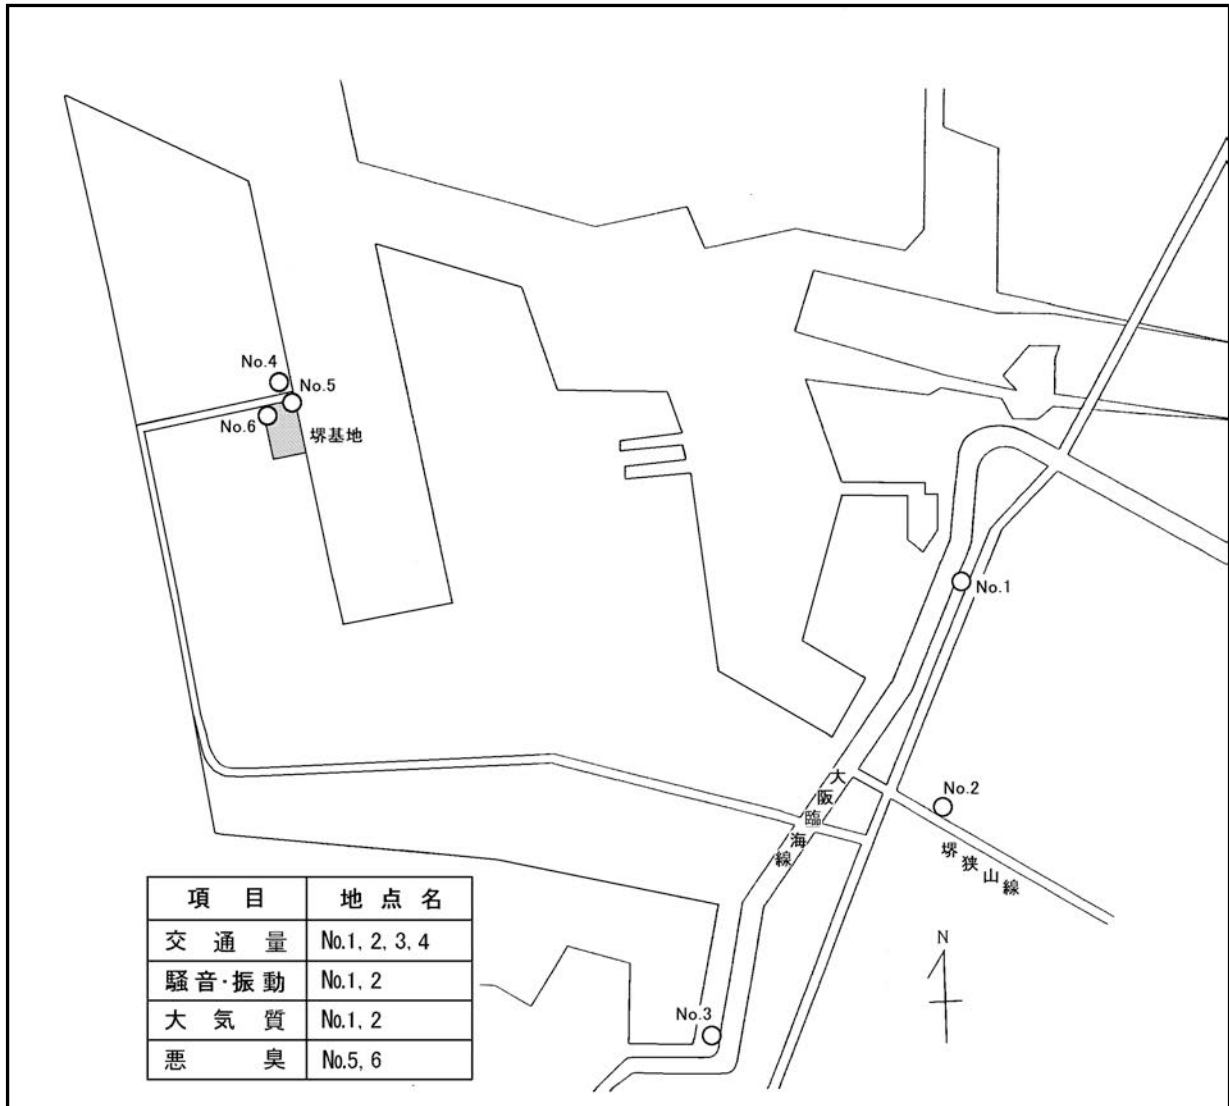 No.4
No.5
No.6
堺基地
No.1
大阪臨海線
No.2
堺狭山線
N
No.3
項 目 地 点 名
交 通 量 No.1, 2, 3, 4
騒音・振動 No.1, 2
大 気 質 No.1, 2
悪 臭 No.5, 6